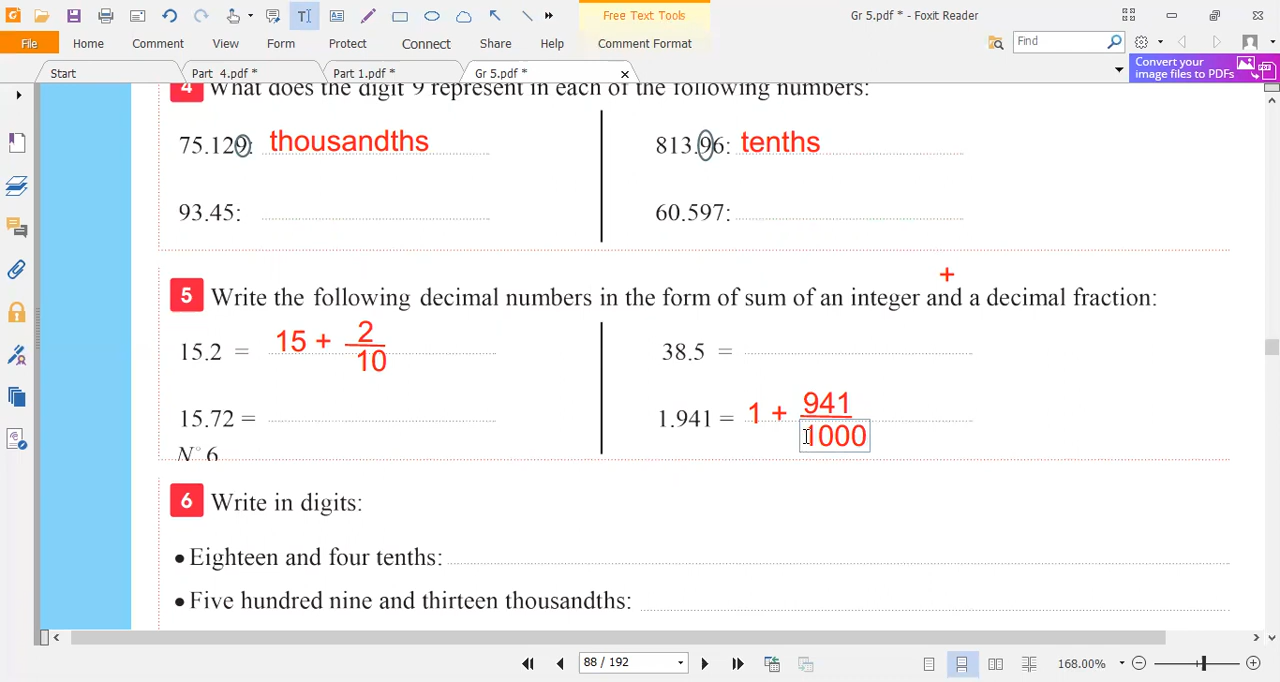 Free Text Tools
Gr 5.pdf * - Foxit Reader
File Home Comment View Form Protect Connect Share Help Comment Format Find
Start Part 4.pdf * Part 1.pdf * Gr 5.pdf *
Convert your
image files to PDFs
4 What does the digit 9 represent in each of the following numbers:
75.129: thousandths 813.96: tenths
93.45: 60.597:
+
5 Write the following decimal numbers in the form of sum of an integer and a decimal fraction:
15.2 = 15 + 2/10 38.5 =
15.72 = 1.941 = 1 + 941/1000
N° 6
6 Write in digits:
• Eighteen and four tenths:
• Five hundred nine and thirteen thousandths:
88 / 192 168.00%